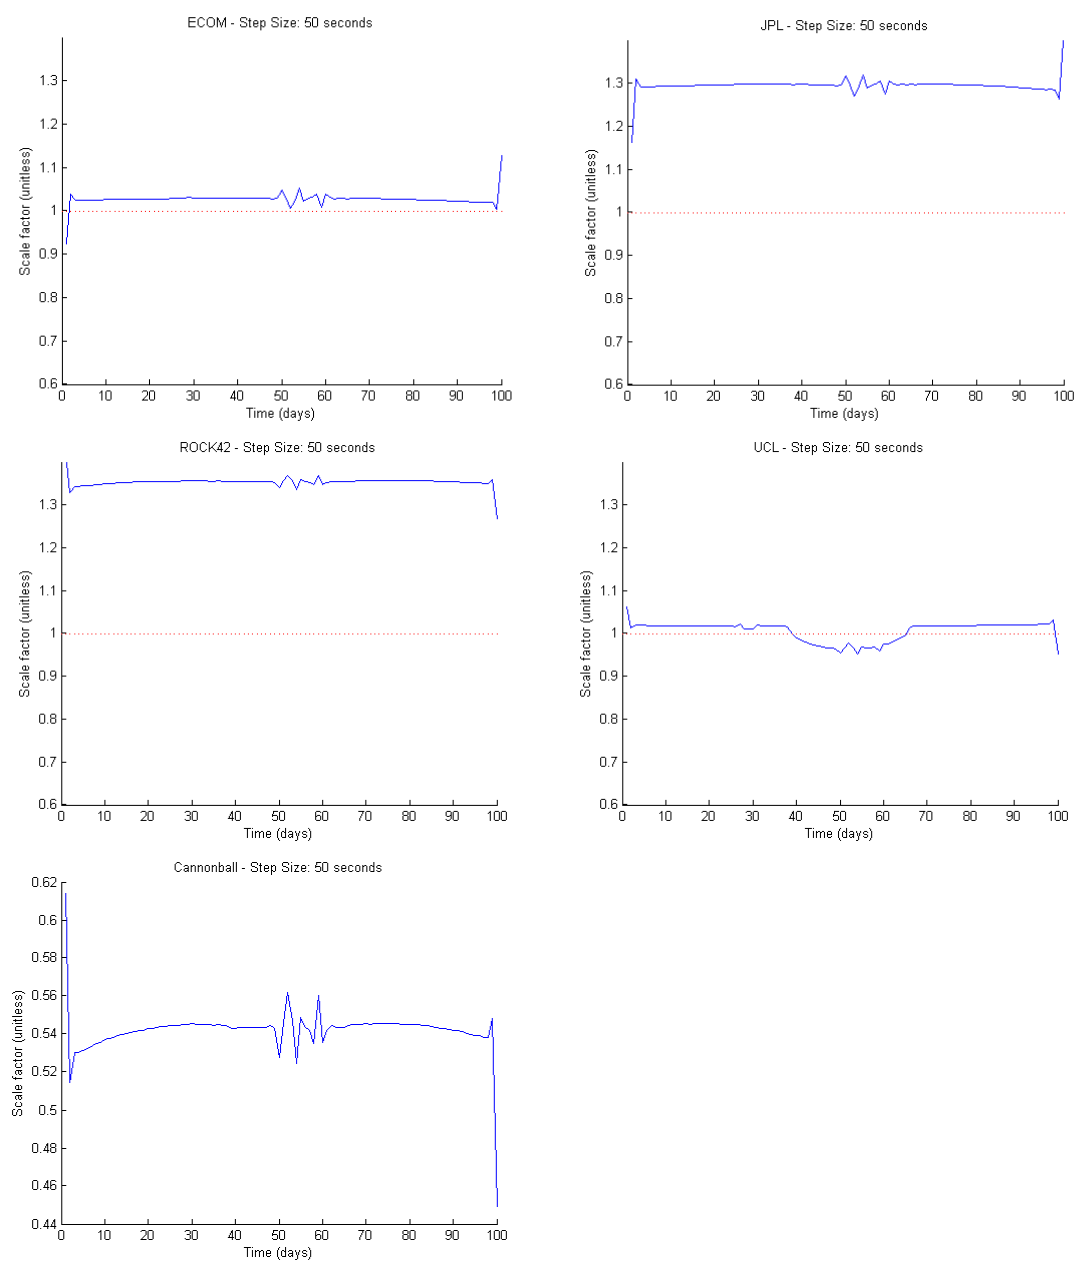 ECOM - Step Size: 50 seconds
Scale factor (unitless)
1.3
1.2
1.1
1
0.9
0.8
0.7
0.6
0 10 20 30 40 50 60 70 80 90 100
Time (days)
JPL - Step Size: 50 seconds
Scale factor (unitless)
1.3
1.2
1.1
1
0.9
0.8
0.7
0.6
0 10 20 30 40 50 60 70 80 90 100
Time (days)
ROCK42 - Step Size: 50 seconds
Scale factor (unitless)
1.3
1.2
1.1
1
0.9
0.8
0.7
0.6
0 10 20 30 40 50 60 70 80 90 100
Time (days)
UCL - Step Size: 50 seconds
Scale factor (unitless)
1.3
1.2
1.1
1
0.9
0.8
0.7
0.6
0 10 20 30 40 50 60 70 80 90 100
Time (days)
Cannonball - Step Size: 50 seconds
Scale factor (unitless)
0.62
0.6
0.58
0.56
0.54
0.52
0.5
0.48
0.46
0.44
0 10 20 30 40 50 60 70 80 90 100
Time (days)